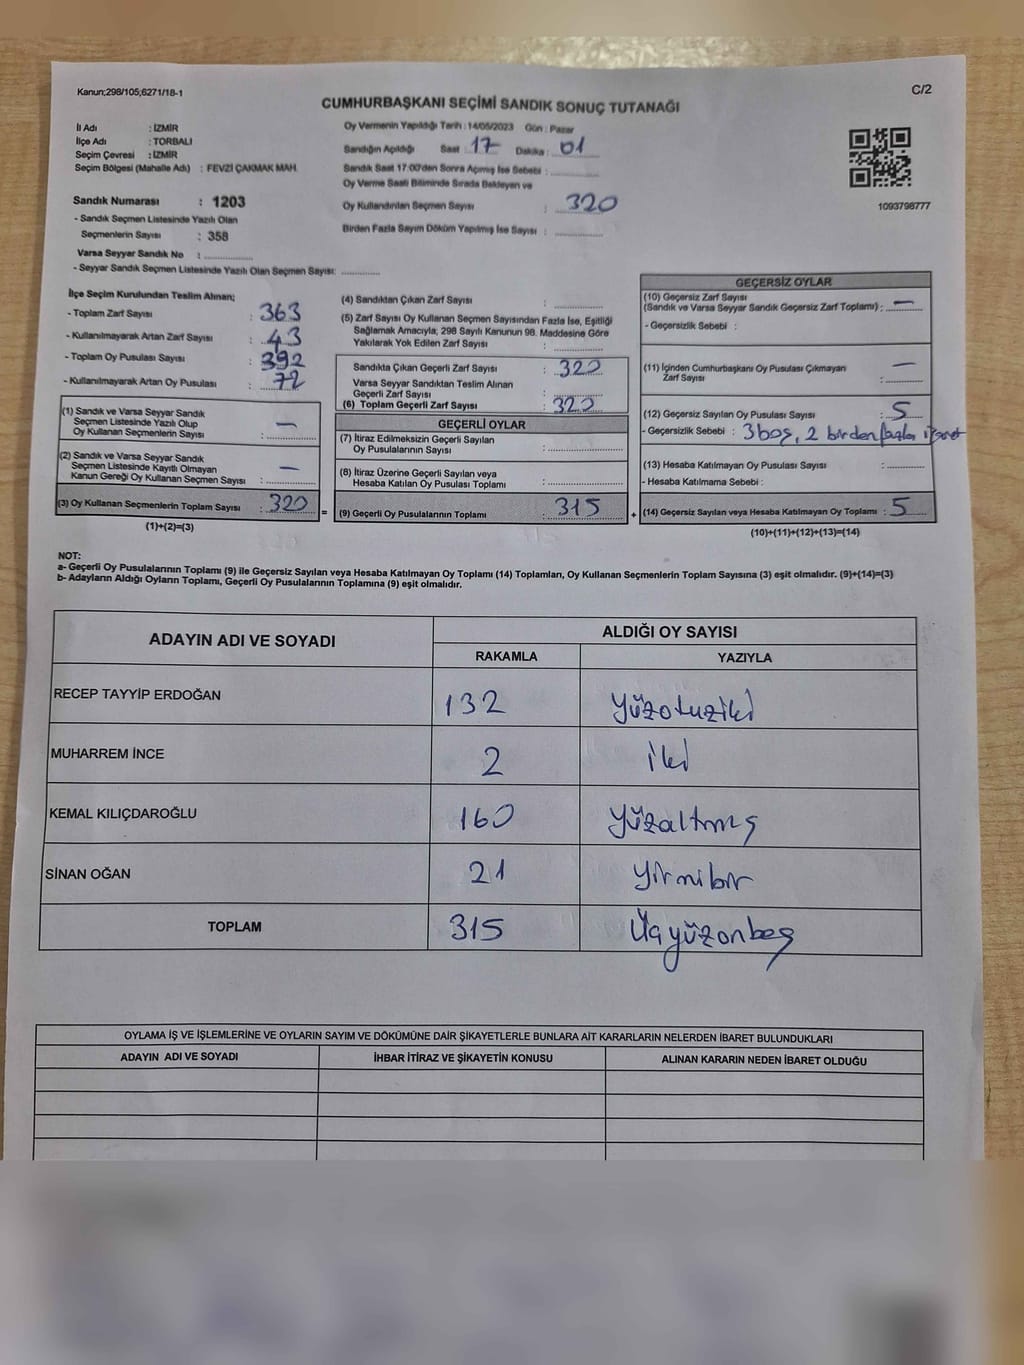 Kanun;298/105;6271/18-1
C/2
CUMHURBAŞKANI SEÇİMİ SANDIK SONUÇ TUTANAĞI
İl Adı : İZMİR
İlçe Adı : TORBALI
Seçim Çevresi : İZMİR
Seçim Bölgesi (Mahalle Adı) : FEVZİ ÇAKMAK MAH.
Sandık Numarası : 1203
- Sandık Seçmen Listesinde Yazılı Olan
Seçmenlerin Sayısı : 358
Varsa Seyyar Sandık No : ..............
- Seyyar Sandık Seçmen Listesinde Yazılı Olan Seçmen Sayısı: ............
Oy Vermenin Yapıldığı Tarih : 14/05/2023 Gün : Pazar
Sandığın Açıldığı Saat : 17 Dakika : 01
Sandık Saat 17:00'den Sonra Açılmış İse Sebebi : ..............
Oy Verme Saati Bitiminde Sırada Bekleyen ve
Oy Kullandırılan Seçmen Sayısı : 320
Birden Fazla Sayım Döküm Yapılmış İse Sayısı : ..............
1093798777
İlçe Seçim Kurulundan Teslim Alınan;
- Toplam Zarf Sayısı : 363
- Kullanılmayarak Artan Zarf Sayısı : 43
- Toplam Oy Pusulası Sayısı : 392
- Kullanılmayarak Artan Oy Pusulası : 72
(1) Sandık ve Varsa Seyyar Sandık
Seçmen Listesinde Yazılı Olup
Oy Kullanan Seçmenlerin Sayısı : —
(2) Sandık ve Varsa Seyyar Sandık
Seçmen Listesinde Kayıtlı Olmayan
Kanun Gereği Oy Kullanan Seçmen Sayısı : —
(3) Oy Kullanan Seçmenlerin Toplam Sayısı : 320 =
(1)+(2)=(3)
(4) Sandıktan Çıkan Zarf Sayısı : ..............
(5) Zarf Sayısı Oy Kullanan Seçmen Sayısından Fazla İse, Eşitliği
Sağlamak Amacıyla; 298 Sayılı Kanunun 98. Maddesine Göre
Yakılarak Yok Edilen Zarf Sayısı : ..............
Sandıkta Çıkan Geçerli Zarf Sayısı : 320
Varsa Seyyar Sandıktan Teslim Alınan
Geçerli Zarf Sayısı : ..............
(6) Toplam Geçerli Zarf Sayısı : 320
GEÇERLİ OYLAR
(7) İtiraz Edilmeksizin Geçerli Sayılan
Oy Pusulalarının Sayısı : ..............
(8) İtiraz Üzerine Geçerli Sayılan veya
Hesaba Katılan Oy Pusulası Toplamı : ..............
(9) Geçerli Oy Pusulalarının Toplamı : 315 +
GEÇERSİZ OYLAR
(10) Geçersiz Zarf Sayısı
(Sandık ve Varsa Seyyar Sandık Geçersiz Zarf Toplamı) : —
- Geçersizlik Sebebi :
(11) İçinden Cumhurbaşkanı Oy Pusulası Çıkmayan
Zarf Sayısı : —
(12) Geçersiz Sayılan Oy Pusulası Sayısı : 5
- Geçersizlik Sebebi : 3 boş, 2 birden fazla işaret
(13) Hesaba Katılmayan Oy Pusulası Sayısı : ............
- Hesaba Katılmama Sebebi :
(14) Geçersiz Sayılan veya Hesaba Katılmayan Oy Toplamı : 5
(10)+(11)+(12)+(13)=(14)
NOT:
a- Geçerli Oy Pusulalarının Toplamı (9) ile Geçersiz Sayılan veya Hesaba Katılmayan Oy Toplamı (14) Toplamları, Oy Kullanan Seçmenlerin Toplam Sayısına (3) eşit olmalıdır. (9)+(14)=(3)
b- Adayların Aldığı Oyların Toplamı, Geçerli Oy Pusulalarının Toplamına (9) eşit olmalıdır.
ADAYIN ADI VE SOYADI ALDIĞI OY SAYISI
RAKAMLA YAZIYLA
RECEP TAYYİP ERDOĞAN 132 Yüzotuziki
MUHARREM İNCE 2 iki
KEMAL KILIÇDAROĞLU 160 Yüzaltmış
SİNAN OĞAN 21 Yirmibir
TOPLAM 315 Üçyüzonbeş
OYLAMA İŞ VE İŞLEMLERİNE VE OYLARIN SAYIM VE DÖKÜMÜNE DAİR ŞİKAYETLERLE BUNLARA AİT KARARLARIN NELERDEN İBARET BULUNDUKLARI
ADAYIN ADI VE SOYADI İHBAR İTİRAZ VE ŞİKAYETİN KONUSU ALINAN KARARIN NEDEN İBARET OLDUĞU